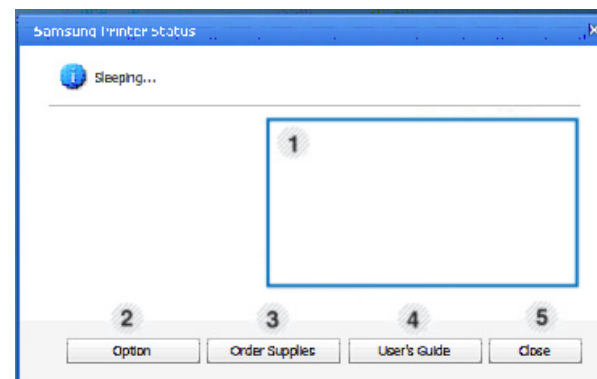 Samsung Printer Status
Sleeping...
1
2 3 4 5
Option Order Supplies User's Guide Close